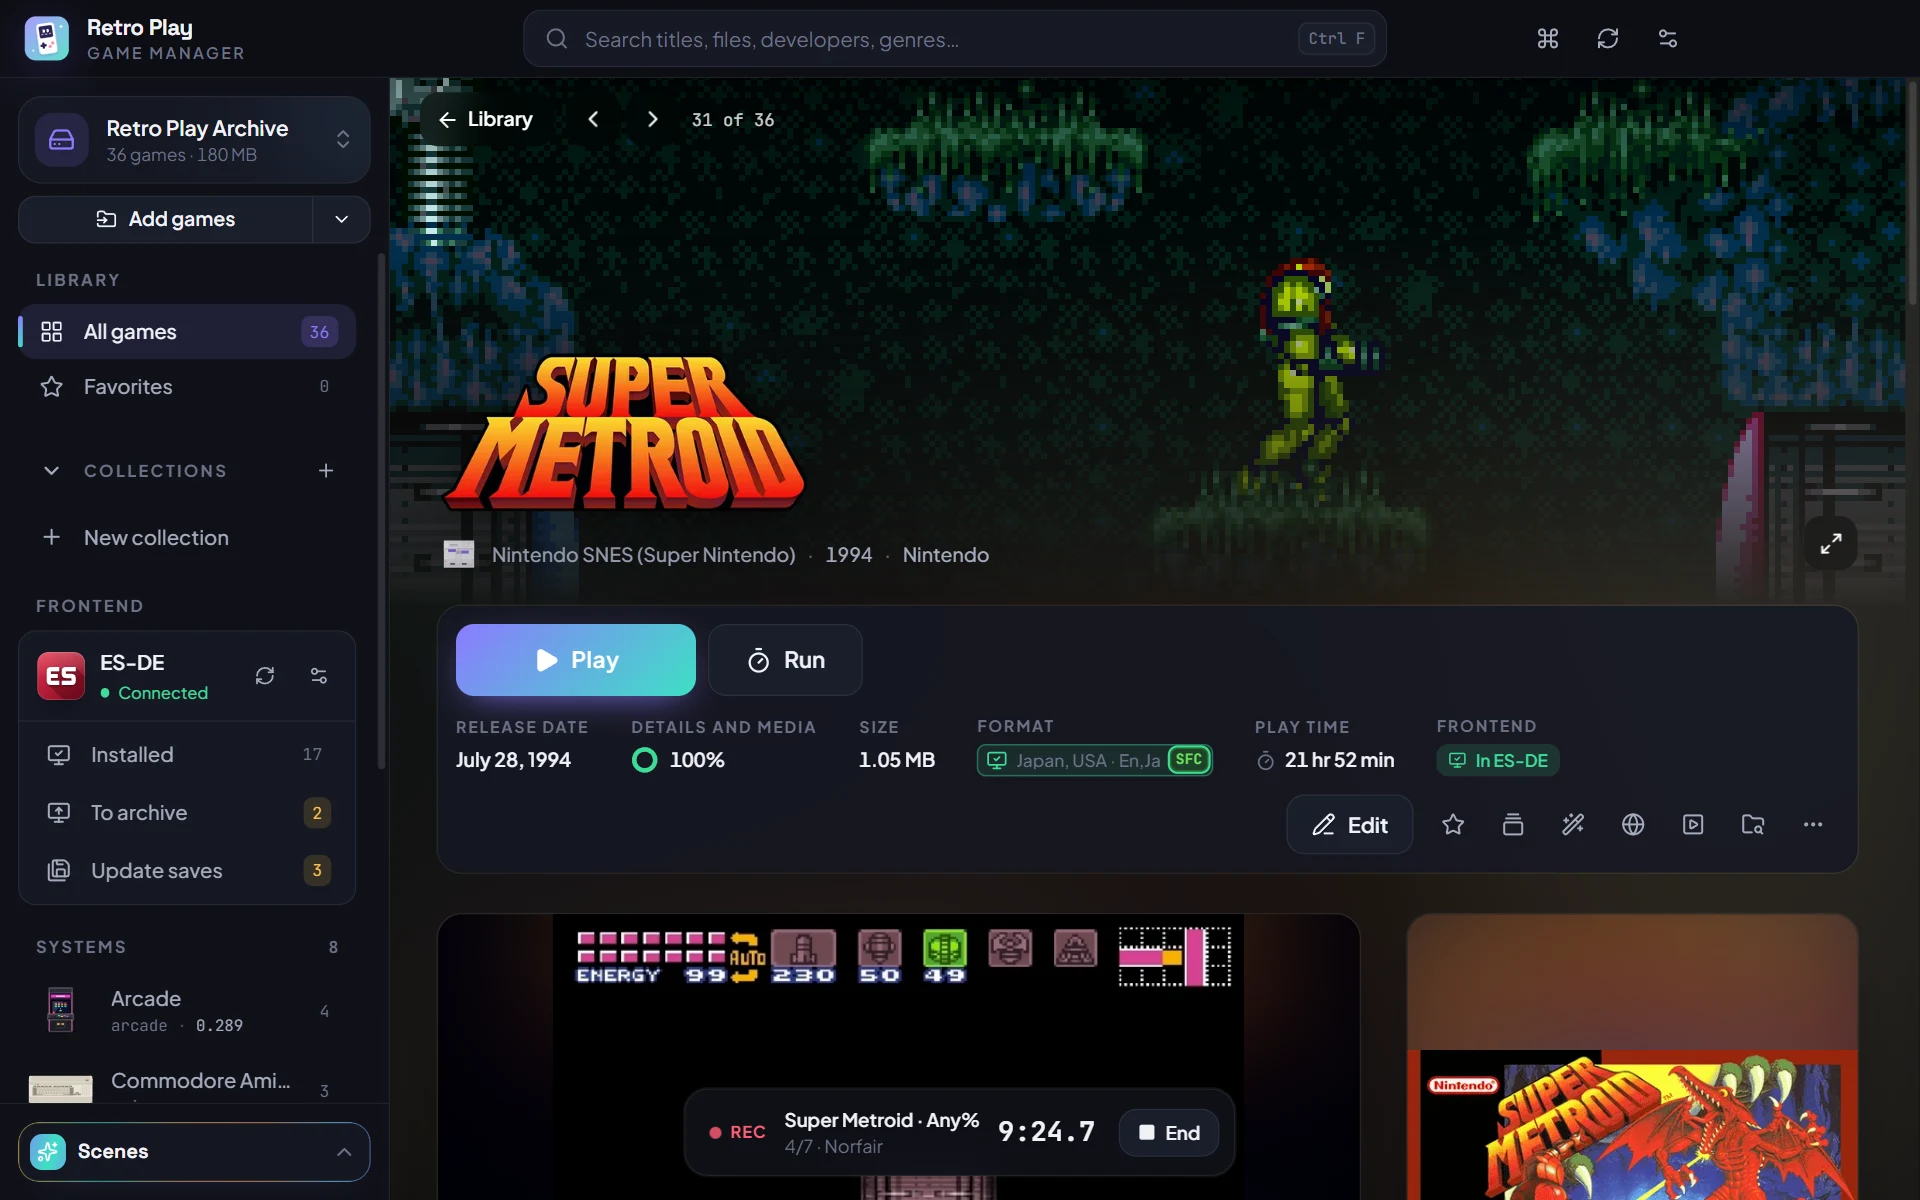 Retro Play
GAME MANAGER
Search titles, files, developers, genres...
Ctrl F
Retro Play Archive
36 games · 180 MB
Add games
LIBRARY
All games 36
Favorites 0
COLLECTIONS
New collection
FRONTEND
ES
ES-DE
Connected
Installed 17
To archive 2
Update saves 3
SYSTEMS 8
Arcade
arcade · 0.289
4
Commodore Ami...
3
Scenes
Library
31 of 36
SUPER
METROID
Nintendo SNES (Super Nintendo) · 1994 · Nintendo
Play
Run
RELEASE DATE
July 28, 1994
DETAILS AND MEDIA
100%
SIZE
1.05 MB
FORMAT
Japan, USA · En,Ja SFC
PLAY TIME
21 hr 52 min
FRONTEND
In ES-DE
Edit
ENERGY 99
AUTO
230
50
49
REC
Super Metroid · Any%
4/7 · Norfair
9:24.7
End
Nintendo
SUPER
METROID